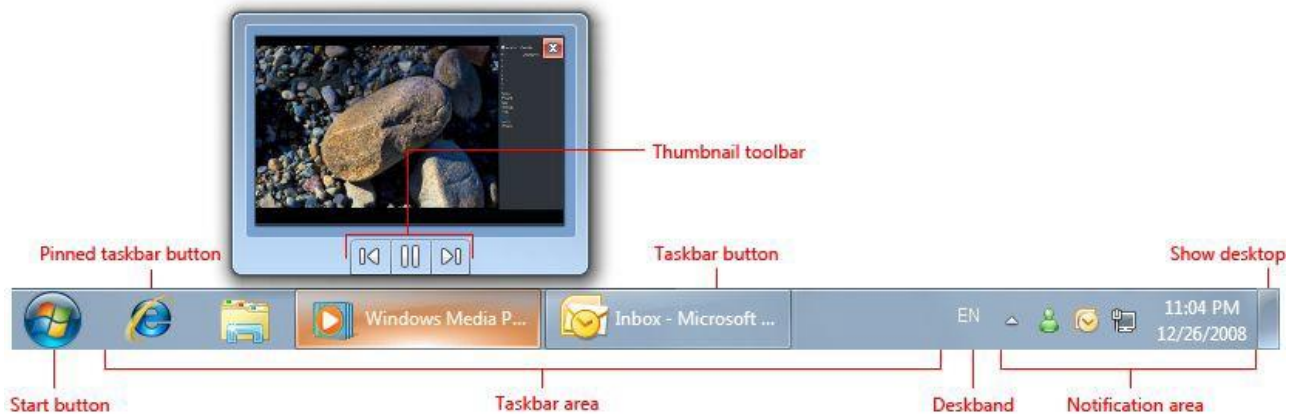 Thumbnail toolbar
Pinned taskbar button
Taskbar button
Show desktop
Windows Media P...
Inbox - Microsoft ...
EN
11:04 PM
12/26/2008
Start button
Taskbar area
Deskband
Notification area